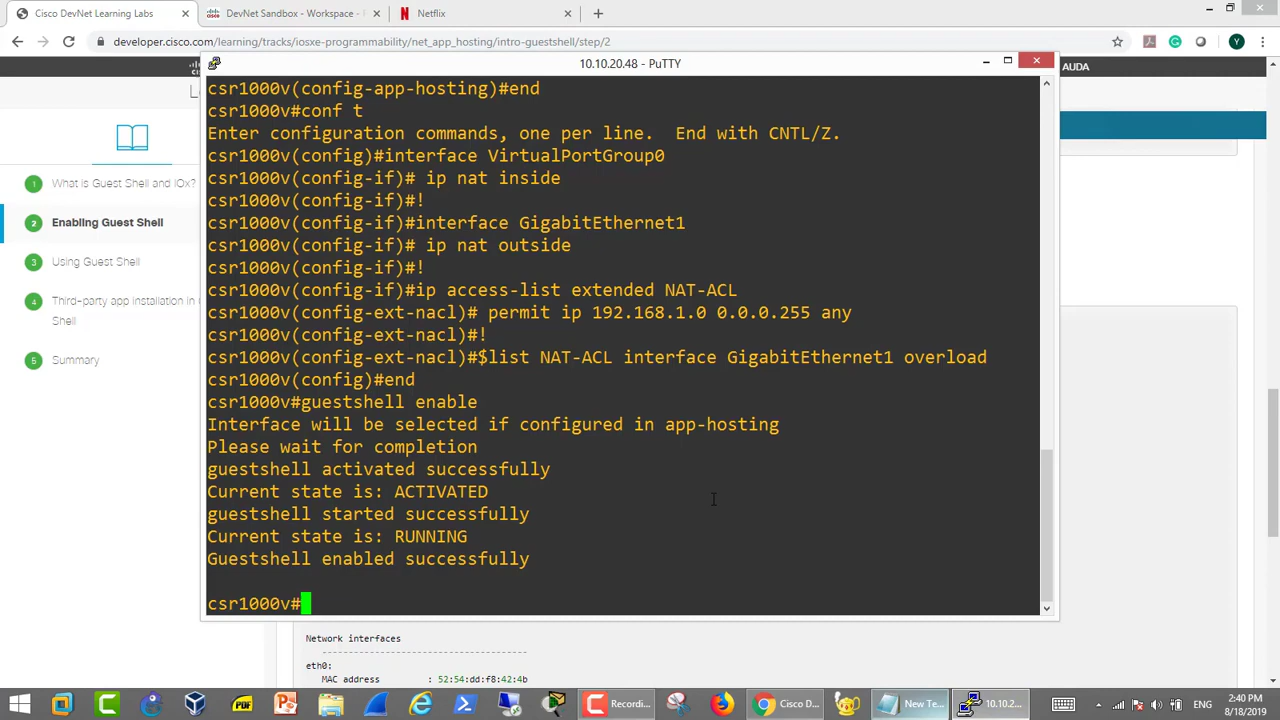 Cisco DevNet Learning Labs
DevNet Sandbox - Workspace -
Netflix
developer.cisco.com/learning/tracks/iosxe-programmability/net_app_hosting/intro-guestshell/step/2
Y
10.10.20.48 - PuTTY
AUDA
csr1000v(config-app-hosting)#end
csr1000v#conf t
Enter configuration commands, one per line.  End with CNTL/Z.
csr1000v(config)#interface VirtualPortGroup0
csr1000v(config-if)# ip nat inside
csr1000v(config-if)#!
csr1000v(config-if)#interface GigabitEthernet1
csr1000v(config-if)# ip nat outside
csr1000v(config-if)#!
csr1000v(config-if)#ip access-list extended NAT-ACL
csr1000v(config-ext-nacl)# permit ip 192.168.1.0 0.0.0.255 any
csr1000v(config-ext-nacl)#!
csr1000v(config-ext-nacl)#$list NAT-ACL interface GigabitEthernet1 overload
csr1000v(config)#end
csr1000v#guestshell enable
Interface will be selected if configured in app-hosting
Please wait for completion
guestshell activated successfully
Current state is: ACTIVATED
guestshell started successfully
Current state is: RUNNING
Guestshell enabled successfully
csr1000v#
1 What is Guest Shell and IOx?
2 Enabling Guest Shell
3 Using Guest Shell
4 Third-party app installation in
Shell
5 Summary
Network interfaces
---------------------------------------
eth0:
MAC address : 52:54:dd:f8:42:4b
PDF
Recordi...
Cisco D...
New Te...
10.10.2...
ENG
2:40 PM
8/18/2019